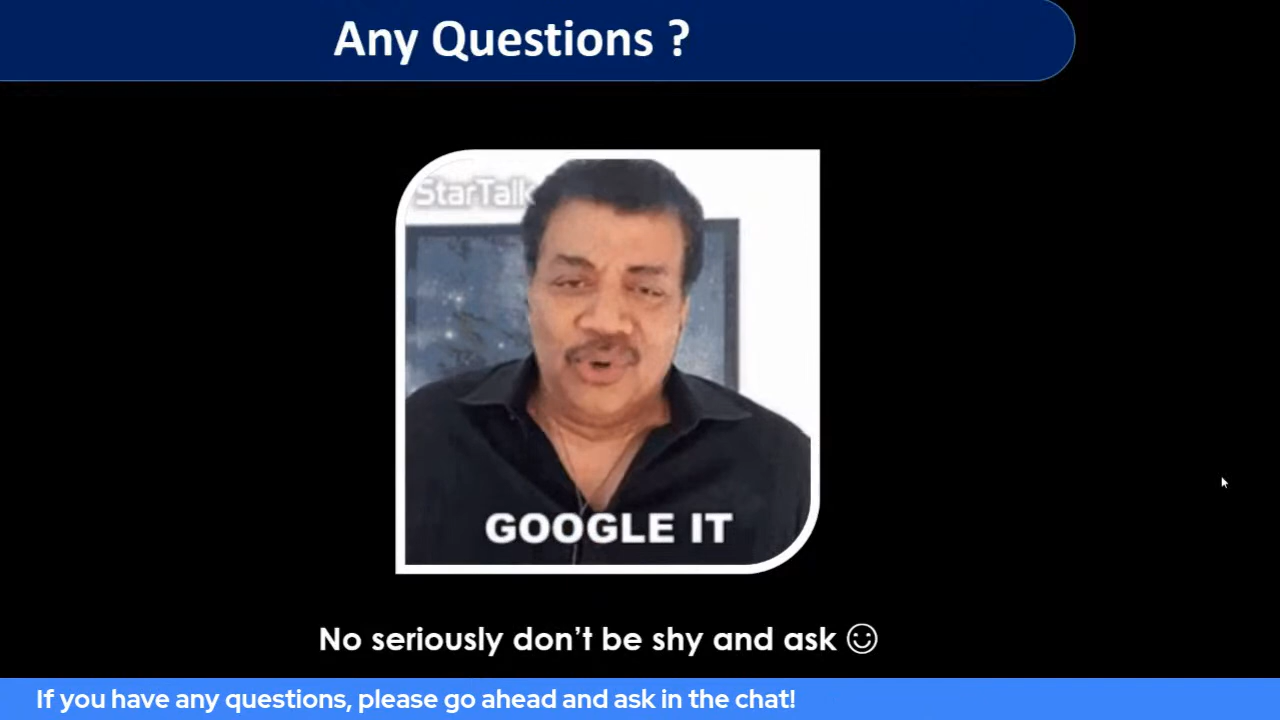 Any Questions ?
StarTalk
GOOGLE IT
No seriously don’t be shy and ask ☺
If you have any questions, please go ahead and ask in the chat!